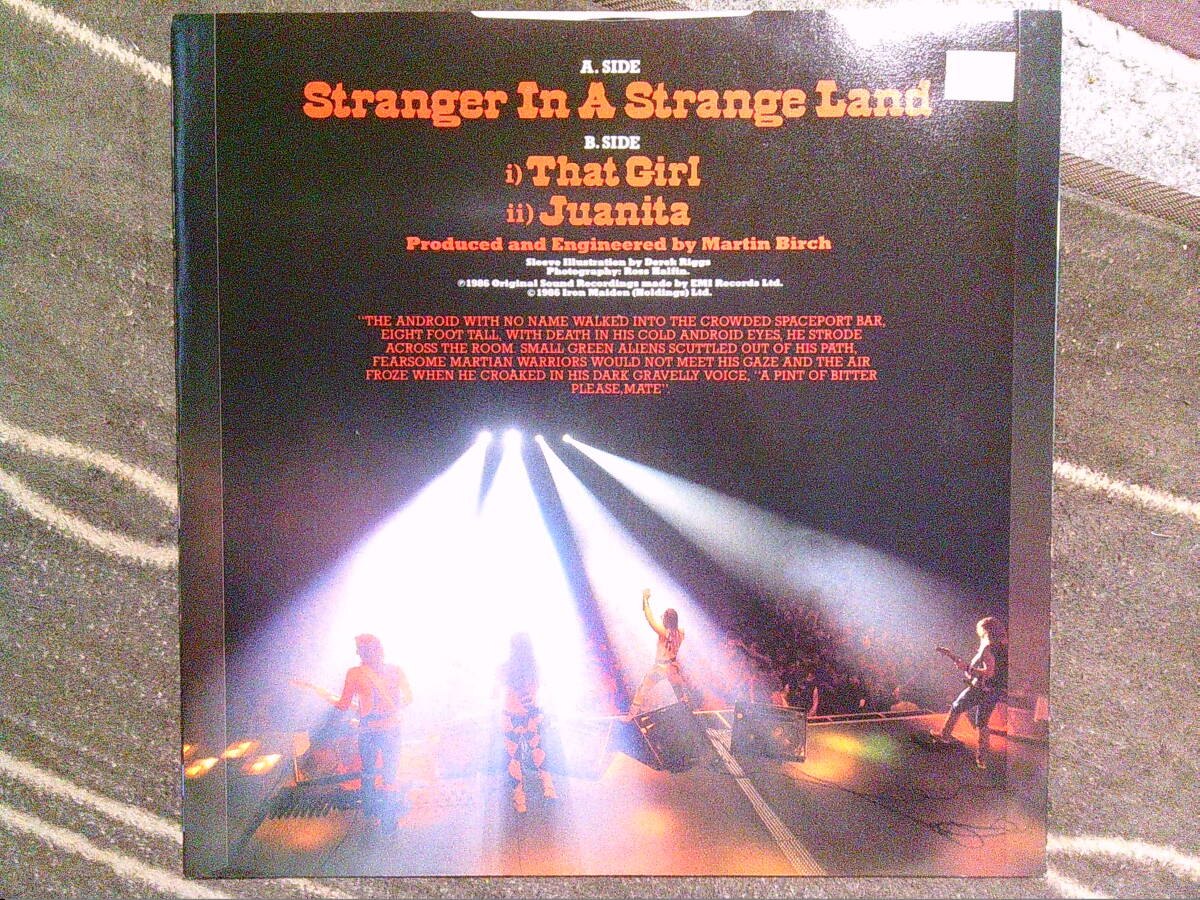 A. SIDE
Stranger In A Strange Land
B. SIDE
i) That Girl
ii) Juanita
Produced and Engineered by Martin Birch
Sleeve Illustration by Derek Riggs
Photography: Ross Halfin.
℗1986 Original Sound Recordings made by EMI Records Ltd.
© 1986 Iron Maiden (Holdings) Ltd.
"THE ANDROID WITH NO NAME WALKED INTO THE CROWDED SPACEPORT BAR,
EIGHT FOOT TALL, WITH DEATH IN HIS COLD ANDROID EYES, HE STRODE
ACROSS THE ROOM. SMALL GREEN ALIENS SCUTTLED OUT OF HIS PATH.
FEARSOME MARTIAN WARRIORS WOULD NOT MEET HIS GAZE AND THE AIR
FROZE WHEN HE CROAKED IN HIS DARK GRAVELLY VOICE, "A PINT OF BITTER
PLEASE,MATE".